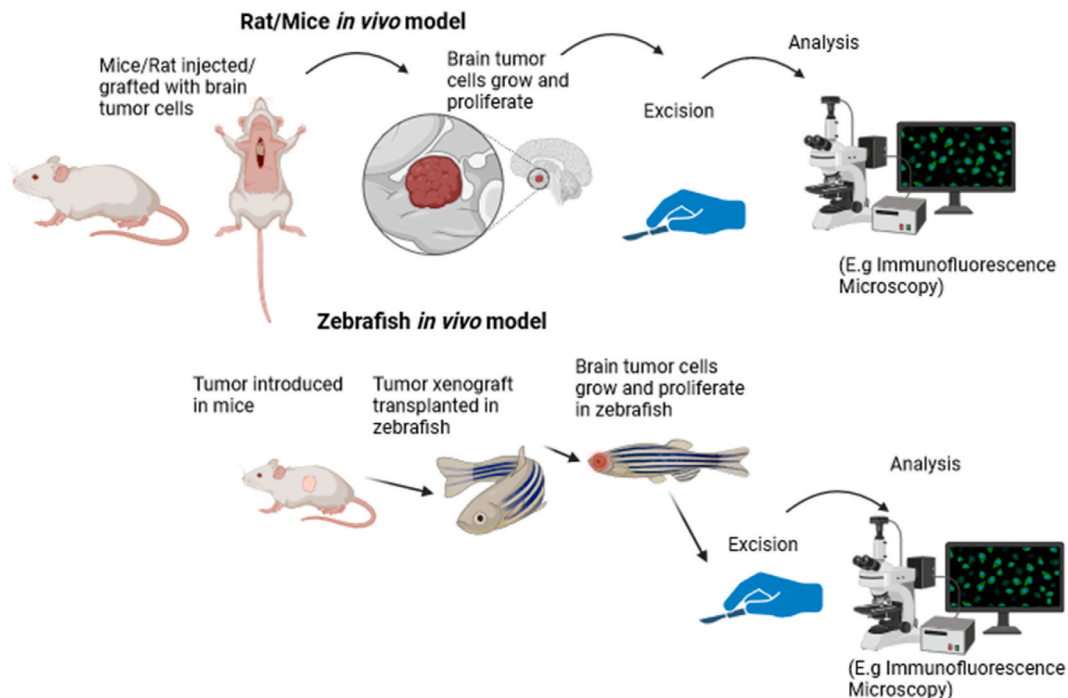 Rat/Mice in vivo model
Mice/Rat injected/
grafted with brain
tumor cells
Brain tumor
cells grow and
proliferate
Excision
Analysis
(E.g Immunofluorescence
Microscopy)
Zebrafish in vivo model
Tumor introduced
in mice
Tumor xenograft
transplanted in
zebrafish
Brain tumor cells
grow and proliferate
in zebrafish
Excision
Analysis
(E.g Immunofluorescence
Microscopy)